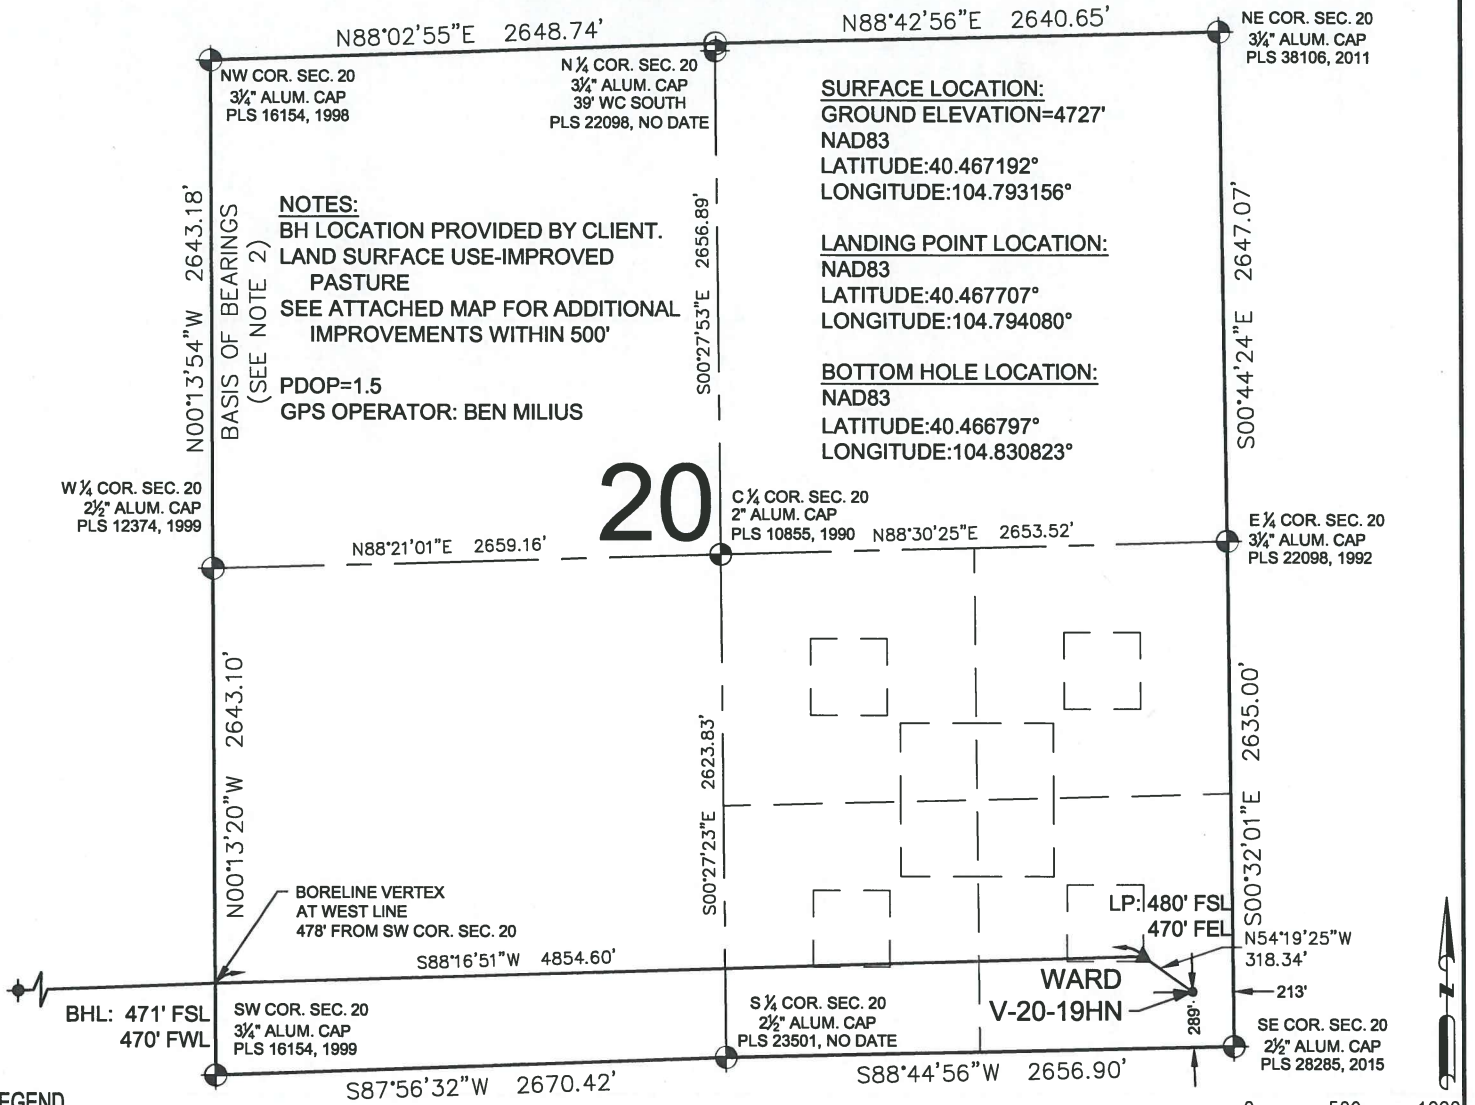 N88°02'55"E 2648.74'
N88°42'56"E 2640.65'
NE COR. SEC. 20
3¼" ALUM. CAP
PLS 38106, 2011
NW COR. SEC. 20
3¼" ALUM. CAP
PLS 16154, 1998
N ¼ COR. SEC. 20
3¼" ALUM. CAP
39' WC SOUTH
PLS 22098, NO DATE
SURFACE LOCATION:
GROUND ELEVATION=4727'
NAD83
LATITUDE:40.467192°
LONGITUDE:104.793156°
LANDING POINT LOCATION:
NAD83
LATITUDE:40.467707°
LONGITUDE:104.794080°
BOTTOM HOLE LOCATION:
NAD83
LATITUDE:40.466797°
LONGITUDE:104.830823°
NOTES:
BH LOCATION PROVIDED BY CLIENT.
LAND SURFACE USE-IMPROVED
PASTURE
SEE ATTACHED MAP FOR ADDITIONAL
IMPROVEMENTS WITHIN 500'
PDOP=1.5
GPS OPERATOR: BEN MILIUS
N00°13'54"W 2643.18'
BASIS OF BEARINGS
(SEE NOTE 2)
S00°27'53"E 2656.89'
S00°44'24"E 2647.07'
W ¼ COR. SEC. 20
2½" ALUM. CAP
PLS 12374, 1999
20
C ¼ COR. SEC. 20
2" ALUM. CAP
PLS 10855, 1990
E ¼ COR. SEC. 20
3¼" ALUM. CAP
PLS 22098, 1992
N88°21'01"E 2659.16'
N88°30'25"E 2653.52'
N00°13'20"W 2643.10'
S00°27'23"E 2623.83'
S00°32'01"E 2635.00'
BORELINE VERTEX
AT WEST LINE
478' FROM SW COR. SEC. 20
S88°16'51"W 4854.60'
LP: 480' FSL
470' FEL
N54°19'25"W
318.34'
WARD
V-20-19HN
213'
289'
BHL: 471' FSL
470' FWL
SW COR. SEC. 20
3¼" ALUM. CAP
PLS 16154, 1999
S ¼ COR. SEC. 20
2½" ALUM. CAP
PLS 23501, NO DATE
SE COR. SEC. 20
2½" ALUM. CAP
PLS 28285, 2015
S87°56'32"W 2670.42'
S88°44'56"W 2656.90'
N
EGEND
0 500 1000